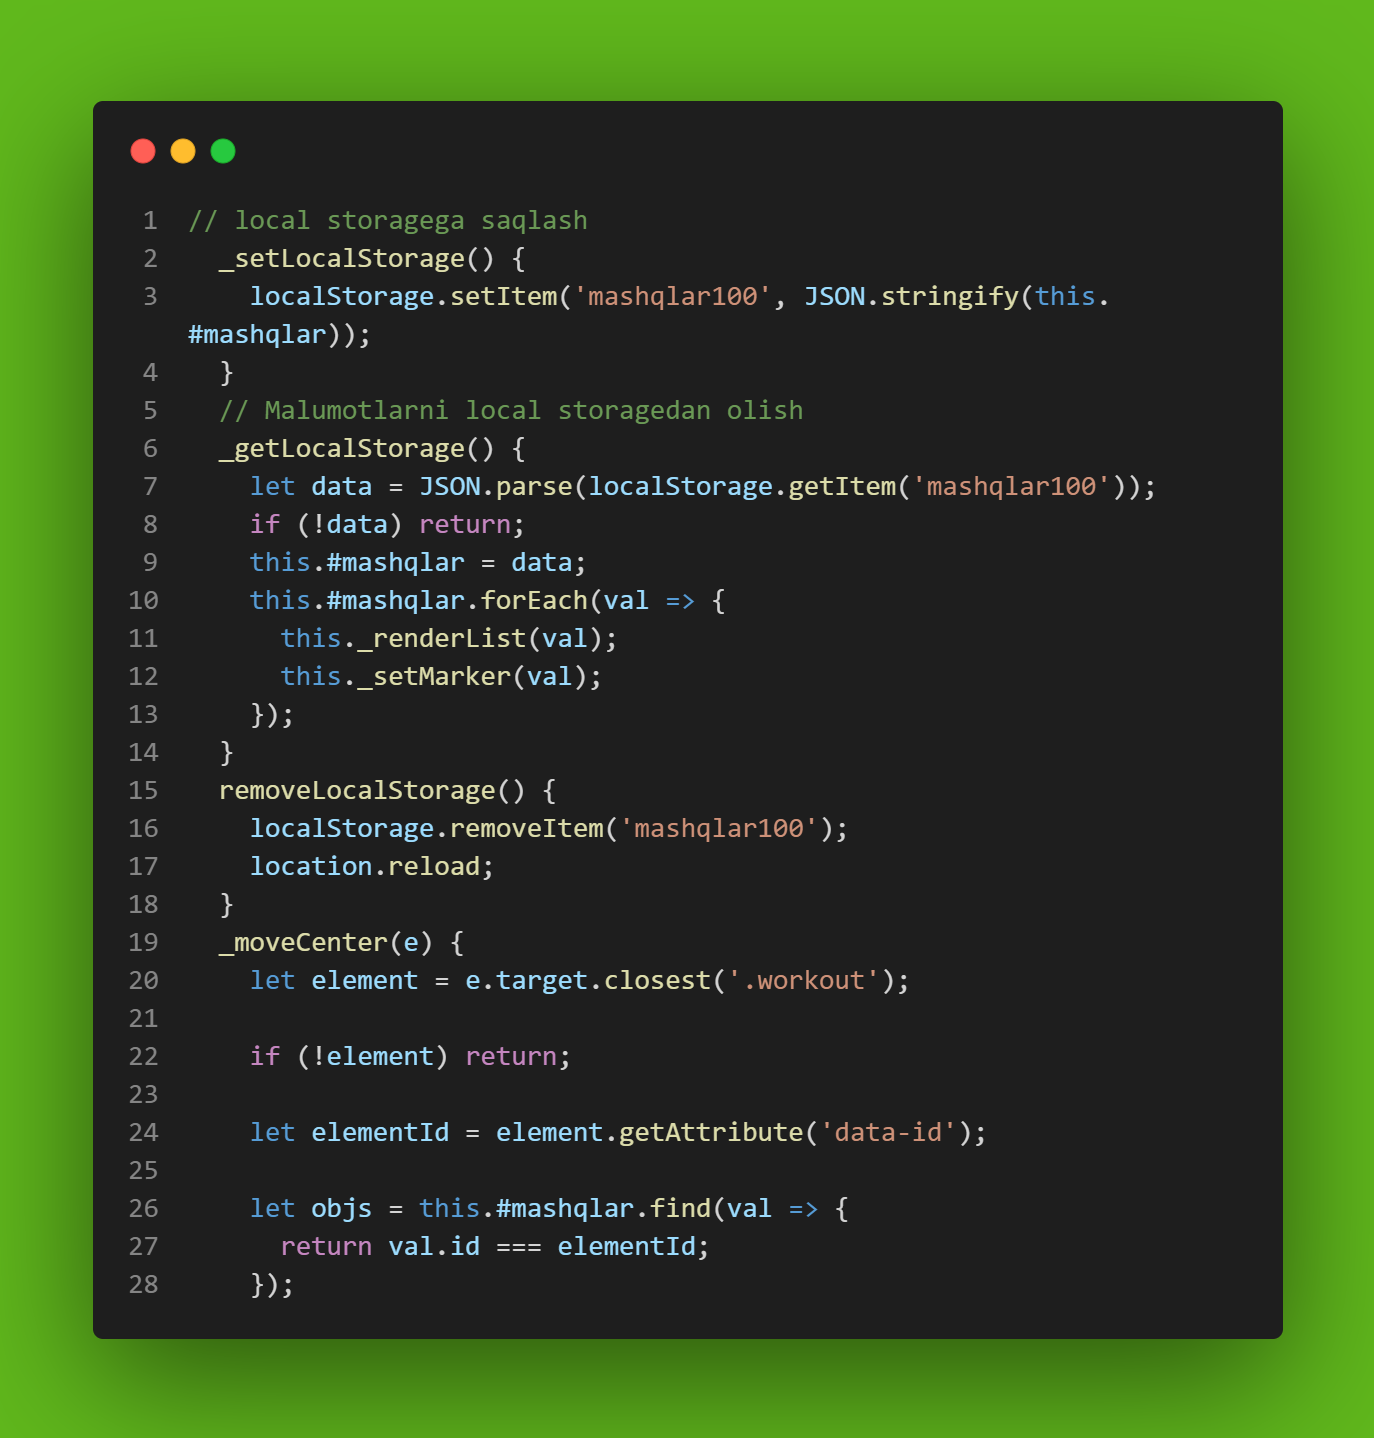 1 // local storagega saqlash
2   _setLocalStorage() {
3     localStorage.setItem('mashqlar100', JSON.stringify(this.
#mashqlar));
4   }
5   // Malumotlarni local storagedan olish
6   _getLocalStorage() {
7     let data = JSON.parse(localStorage.getItem('mashqlar100'));
8     if (!data) return;
9     this.#mashqlar = data;
10     this.#mashqlar.forEach(val => {
11       this._renderList(val);
12       this._setMarker(val);
13     });
14   }
15   removeLocalStorage() {
16     localStorage.removeItem('mashqlar100');
17     location.reload;
18   }
19   _moveCenter(e) {
20     let element = e.target.closest('.workout');
21
22     if (!element) return;
23
24     let elementId = element.getAttribute('data-id');
25
26     let objs = this.#mashqlar.find(val => {
27       return val.id === elementId;
28     });